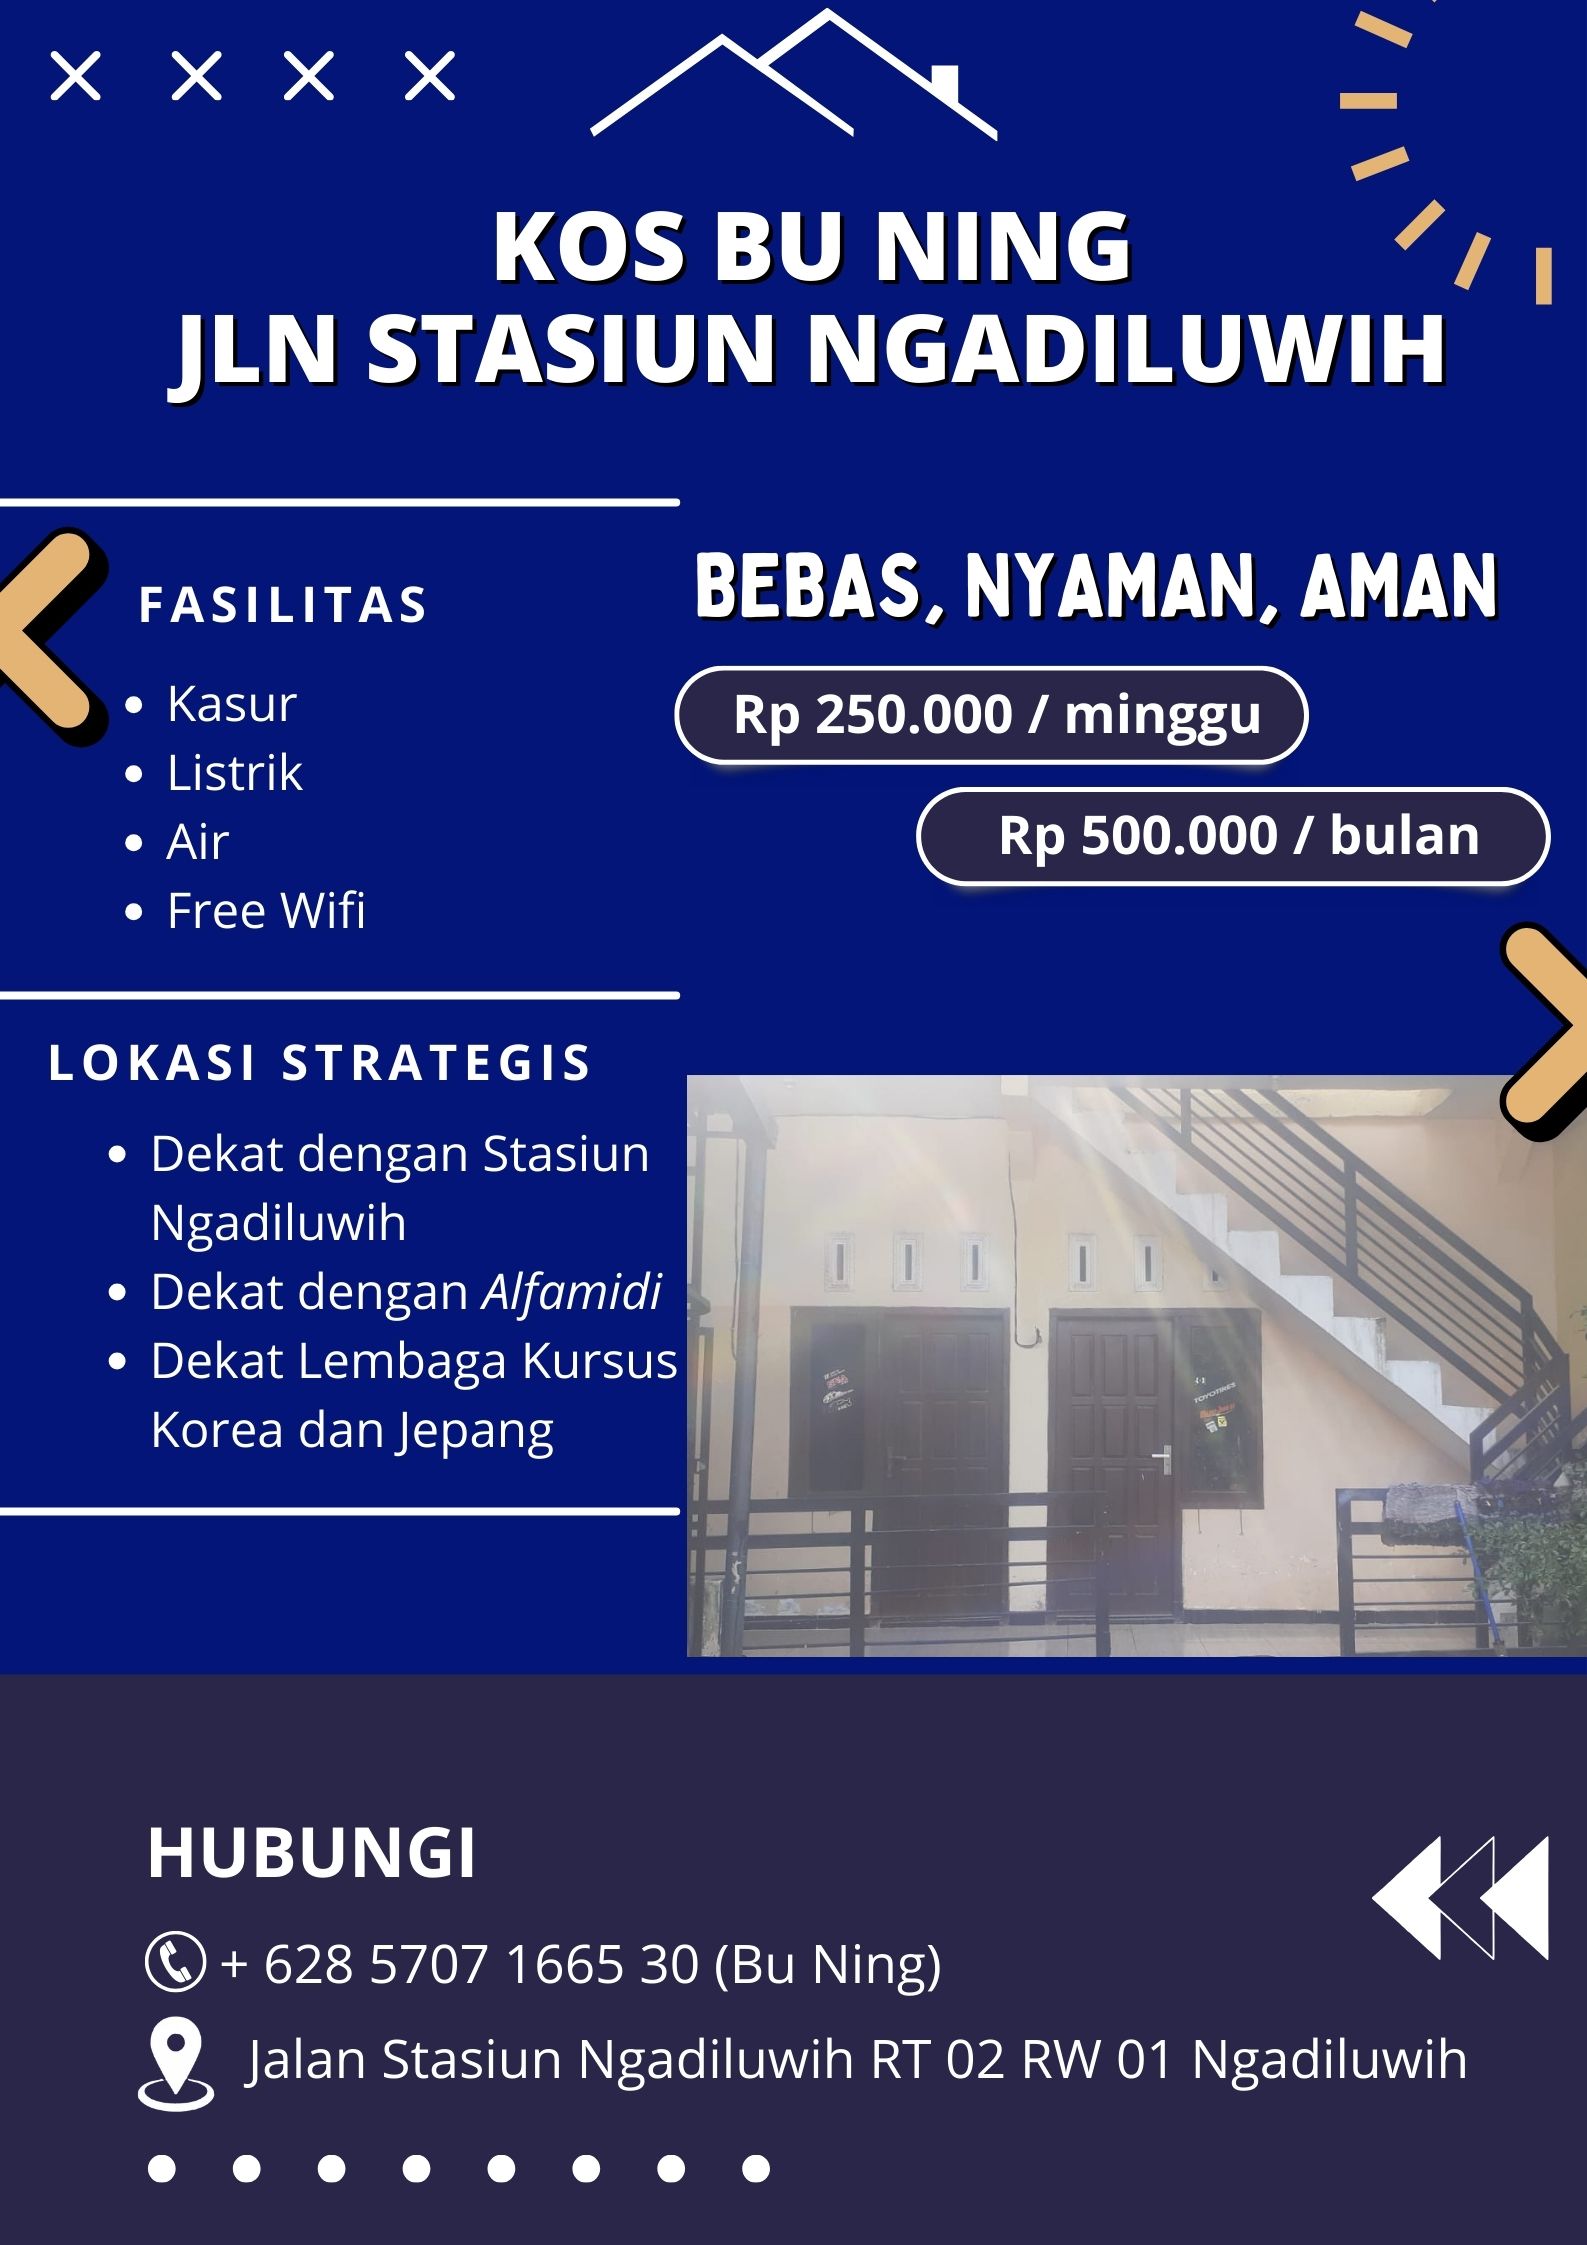 KOS BU NING
JLN STASIUN NGADILUWIH
FASILITAS
• Kasur
• Listrik
• Air
• Free Wifi
BEBAS, NYAMAN, AMAN
Rp 250.000 / minggu
Rp 500.000 / bulan
LOKASI STRATEGIS
• Dekat dengan Stasiun
Ngadiluwih
• Dekat dengan Alfamidi
• Dekat Lembaga Kursus
Korea dan Jepang
TOYOTIRES
HUBUNGI
+ 628 5707 1665 30 (Bu Ning)
Jalan Stasiun Ngadiluwih RT 02 RW 01 Ngadiluwih